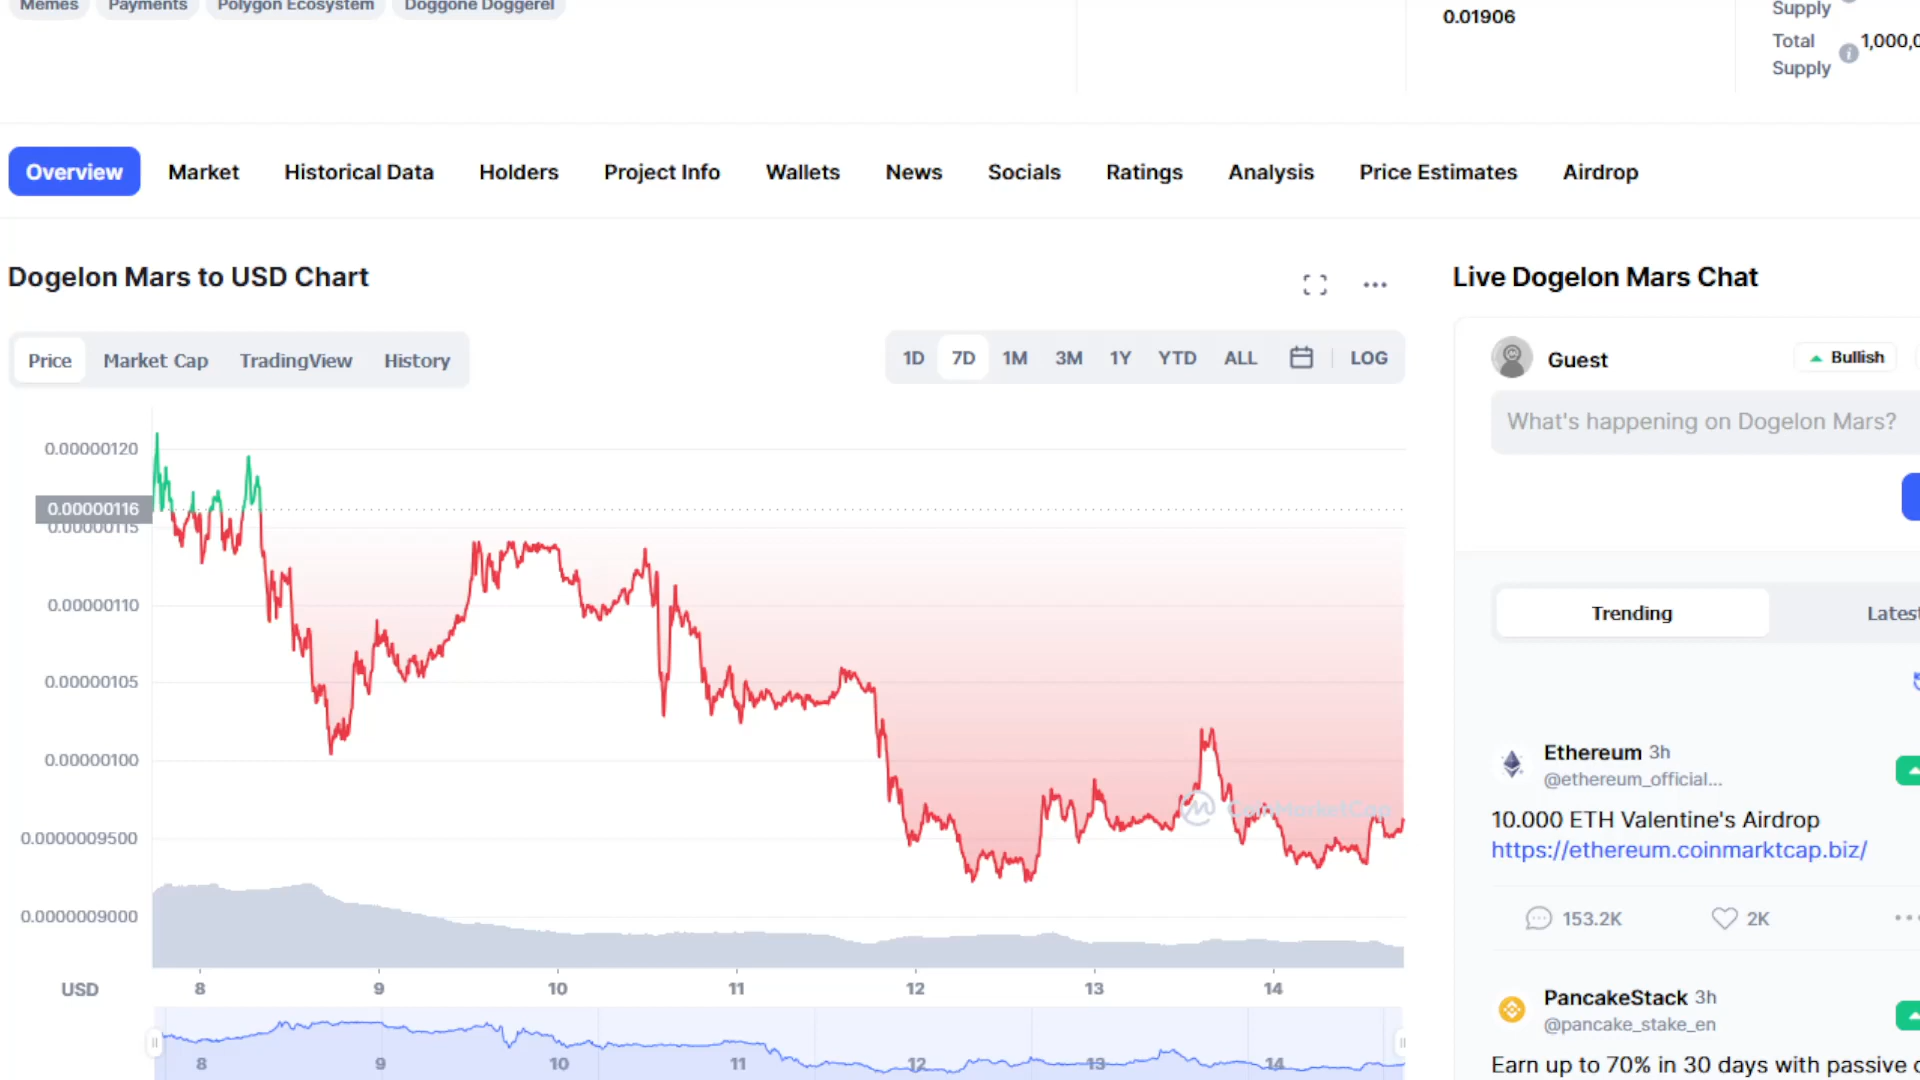 Memes Payments Polygon Ecosystem Doggone Doggerel
0.01906
Supply
Total
Supply
1,000,0
Overview Market Historical Data Holders Project Info Wallets News Socials Ratings Analysis Price Estimates Airdrop
Dogelon Mars to USD Chart
Price Market Cap TradingView History
1D 7D 1M 3M 1Y YTD ALL LOG
0.00000120
0.00000116
0.00000115
0.00000110
0.00000105
0.00000100
0.0000009500
0.0000009000
CoinMarketCap
USD 8 9 10 11 12 13 14
8 9 10 11 12 13 14
Live Dogelon Mars Chat
Guest
Bullish
What's happening on Dogelon Mars?
Trending Latest
Ethereum 3h
@ethereum_official...
10.000 ETH Valentine's Airdrop
https://ethereum.coinmarktcap.biz/
153.2K 2K
PancakeStack 3h
@pancake_stake_en
Earn up to 70% in 30 days with passive